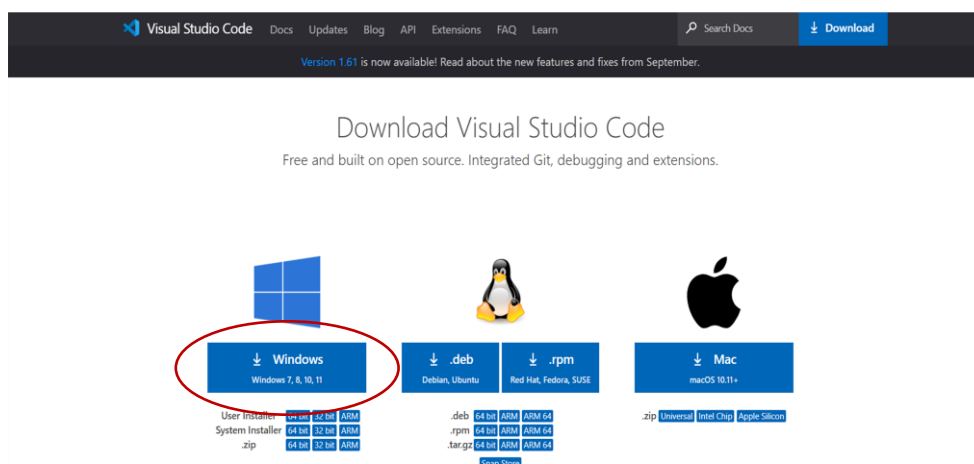 Visual Studio Code Docs Updates Blog API Extensions FAQ Learn Search Docs Download
Version 1.61 is now available! Read about the new features and fixes from September.
Download Visual Studio Code
Free and built on open source. Integrated Git, debugging and extensions.
Windows
Windows 7, 8, 10, 11
.deb
Debian, Ubuntu
.rpm
Red Hat, Fedora, SUSE
Mac
macOS 10.11+
User Installer 64 bit 32 bit ARM
System Installer 64 bit 32 bit ARM
.zip 64 bit 32 bit ARM
.deb 64 bit ARM ARM 64
.rpm 64 bit ARM ARM 64
.tar.gz 64 bit ARM ARM 64
Snap Store
.zip Universal Intel Chip Apple Silicon